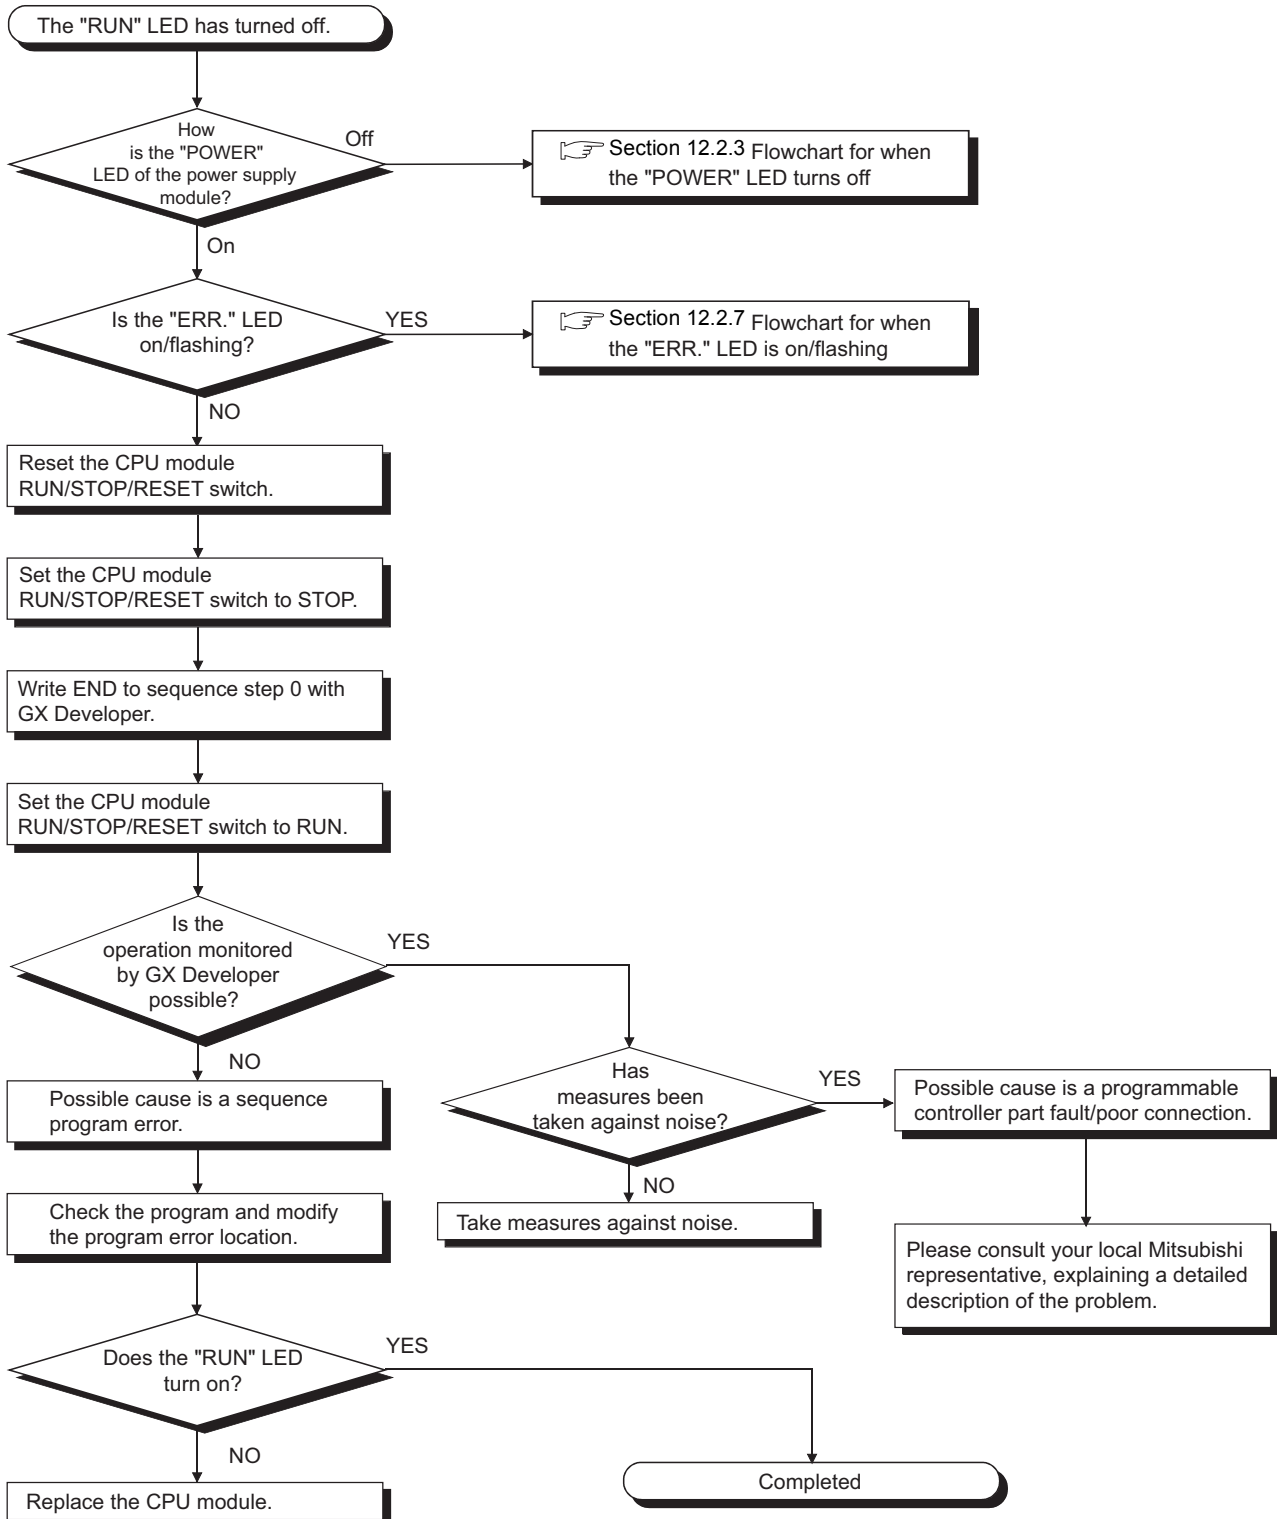 The "RUN" LED has turned off.
How
is the "POWER"
LED of the power supply
module?
Off
Section 12.2.3 Flowchart for when
the "POWER" LED turns off
On
Is the "ERR." LED
on/flashing?
YES
Section 12.2.7 Flowchart for when
the "ERR." LED is on/flashing
NO
Reset the CPU module
RUN/STOP/RESET switch.
Set the CPU module
RUN/STOP/RESET switch to STOP.
Write END to sequence step 0 with
GX Developer.
Set the CPU module
RUN/STOP/RESET switch to RUN.
Is the
operation monitored
by GX Developer
possible?
YES
NO
Has
measures been
taken against noise?
YES
Possible cause is a programmable
controller part fault/poor connection.
Possible cause is a sequence
program error.
NO
Take measures against noise.
Check the program and modify
the program error location.
Please consult your local Mitsubishi
representative, explaining a detailed
description of the problem.
Does the "RUN" LED
turn on?
YES
NO
Completed
Replace the CPU module.